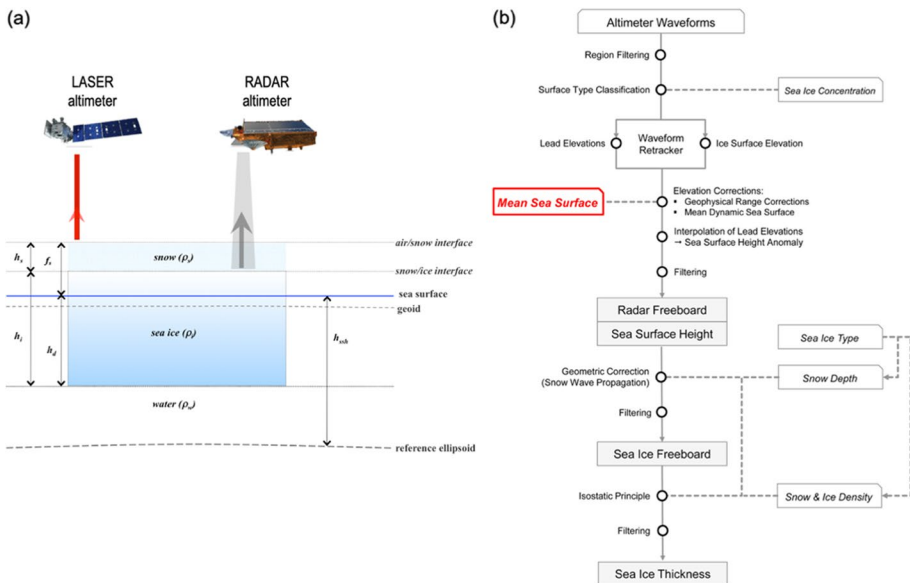 (a)
LASER
altimeter
RADAR
altimeter
air/snow interface
hₛ
fₛ
snow (ρₛ)
snow/ice interface
sea surface
geoid
hᵢ
h_d
sea ice (ρᵢ)
h_ssh
water (ρ_w)
reference ellipsoid
(b)
Altimeter Waveforms
Region Filtering
Surface Type Classification
Sea Ice Concentration
Lead Elevations
Waveform
Retracker
Ice Surface Elevation
Mean Sea Surface
Elevation Corrections:
• Geophysical Range Corrections
• Mean Dynamic Sea Surface
Interpolation of Lead Elevations
→ Sea Surface Height Anomaly
Filtering
Radar Freeboard
Sea Surface Height
Sea Ice Type
Geometric Correction
(Snow Wave Propagation)
Snow Depth
Filtering
Sea Ice Freeboard
Isostatic Principle
Snow & Ice Density
Filtering
Sea Ice Thickness